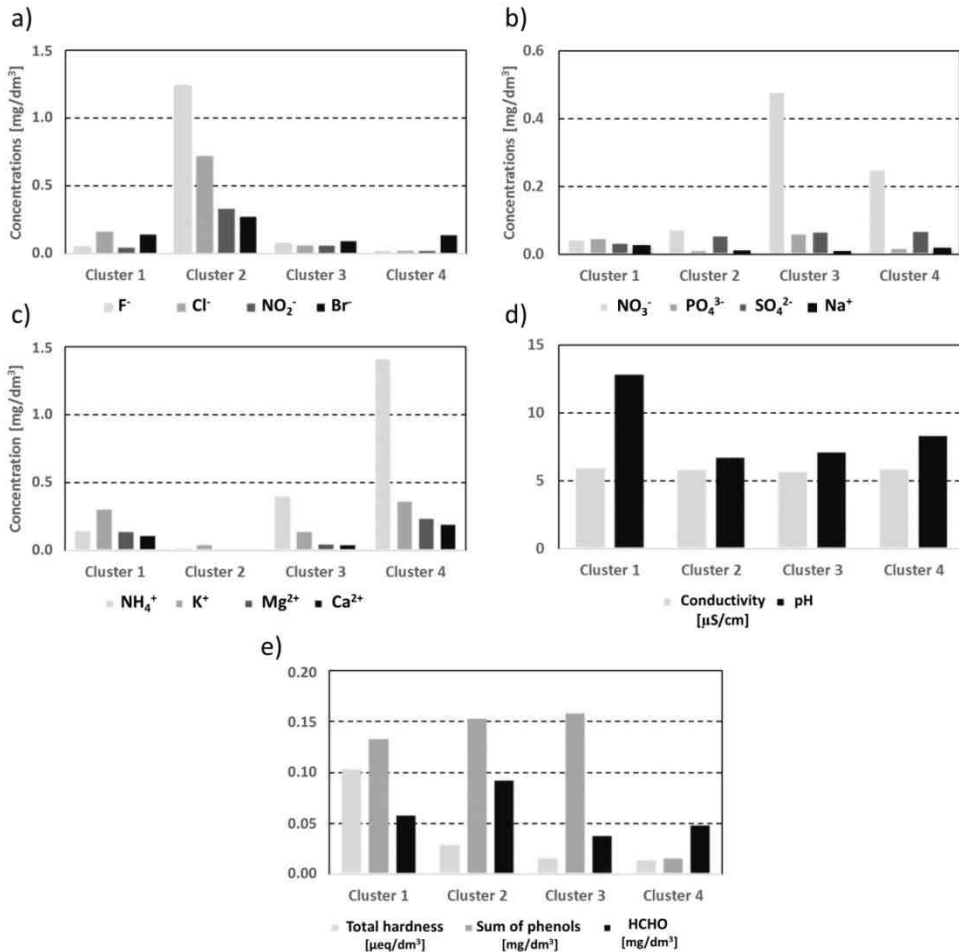 a)
Concentrations [mg/dm³]
1.5
1.0
0.5
0.0
Cluster 1 Cluster 2 Cluster 3 Cluster 4
F⁻ Cl⁻ NO₂⁻ Br⁻
b)
Concentrations [mg/dm³]
0.6
0.4
0.2
0.0
Cluster 1 Cluster 2 Cluster 3 Cluster 4
NO₃⁻ PO₄³⁻ SO₄²⁻ Na⁺
c)
Concentration [mg/dm³]
1.5
1.0
0.5
0.0
Cluster 1 Cluster 2 Cluster 3 Cluster 4
NH₄⁺ K⁺ Mg²⁺ Ca²⁺
d)
15
10
5
0
Cluster 1 Cluster 2 Cluster 3 Cluster 4
Conductivity pH
[µS/cm]
e)
0.20
0.15
0.10
0.05
0.00
Cluster 1 Cluster 2 Cluster 3 Cluster 4
Total hardness Sum of phenols HCHO
[µeq/dm³] [mg/dm³] [mg/dm³]